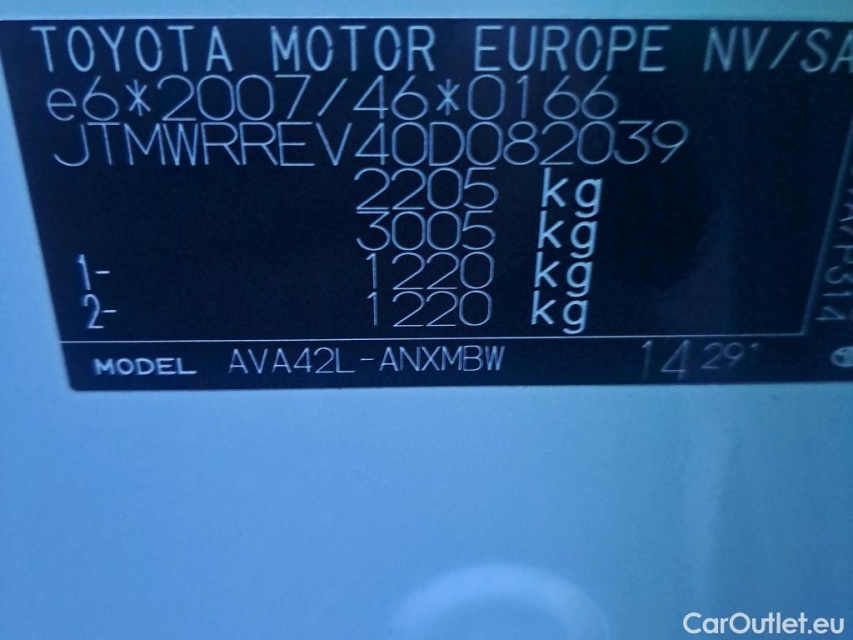 TOYOTA MOTOR EUROPE NV/SA
e6*2007/46*0166
JTMWRREV40D082039
2205 kg
3005 kg
1- 1220 kg
2- 1220 kg
MODEL AVA42L-ANXMBW 14 29*
CarOutlet.eu